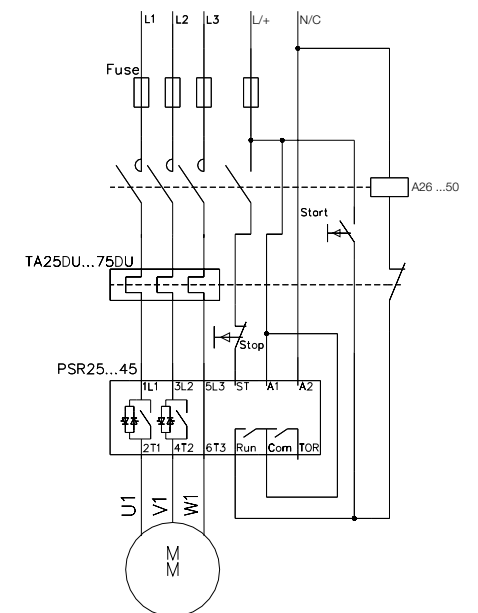 L1 L2 L3 L/+ N/C
Fuse
A26 ...50
Start
TA25DU...75DU
Stop
PSR25...45
1L1 3L2 5L3 ST A1 A2
2T1 4T2 6T3 Run Com TOR
U1 V1 W1
M
M